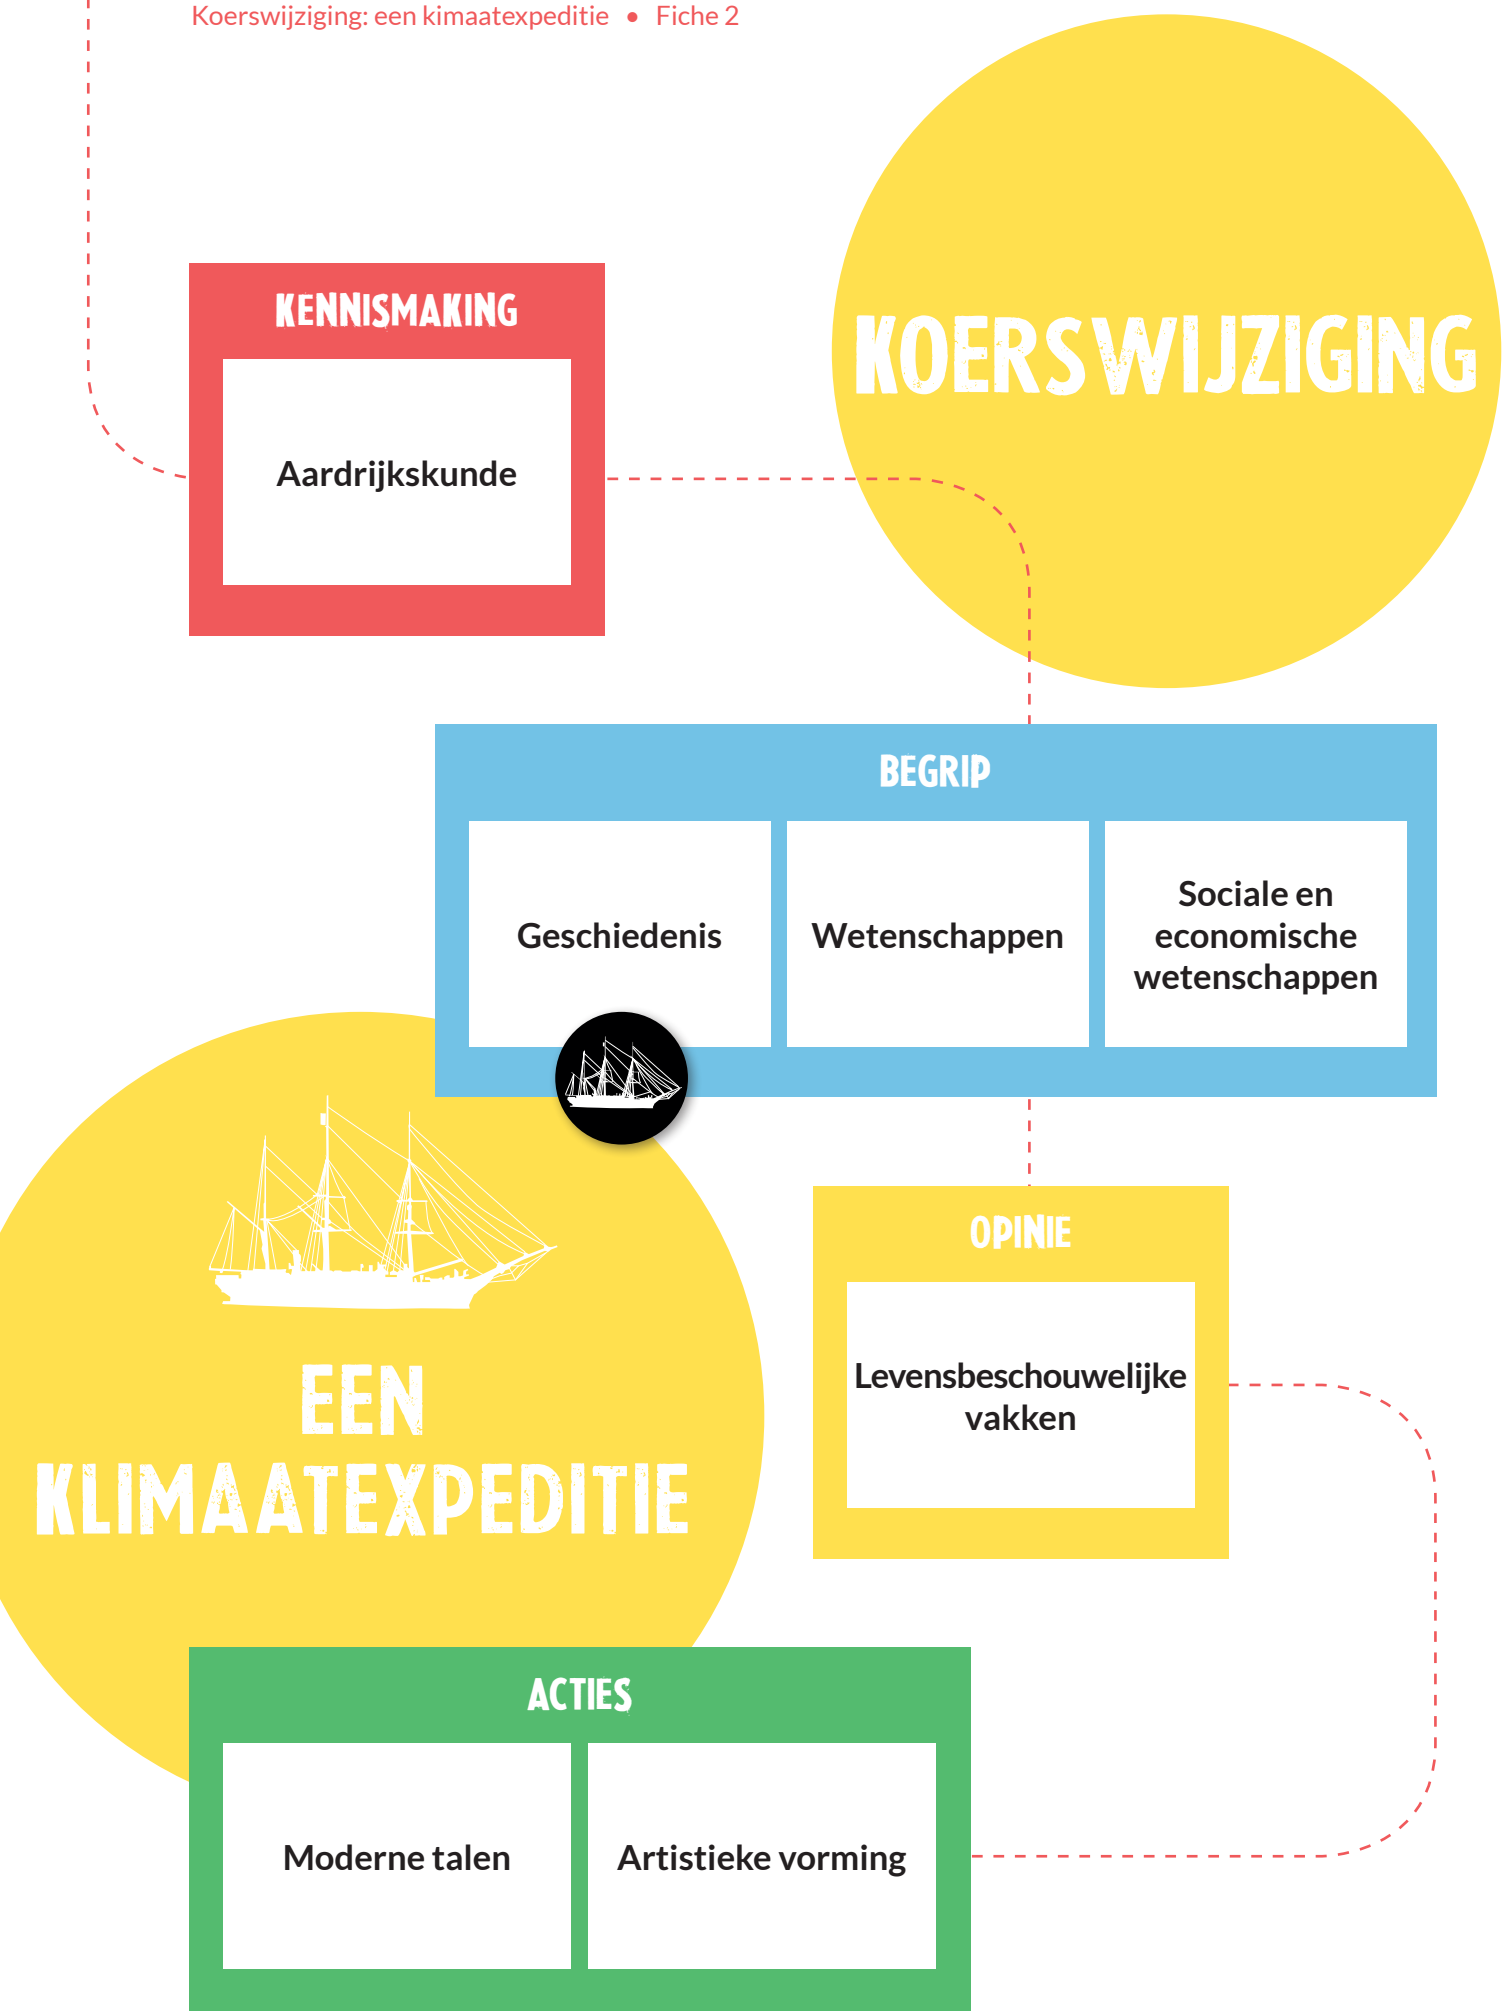 Koerswijziging: een kimaatexpeditie • Fiche 2
KENNISMAKING
Aardrijkskunde
KOERSWIJZIGING
BEGRIP
Geschiedenis
Wetenschappen
Sociale en
economische
wetenschappen
OPINIE
Levensbeschouwelijke
vakken
EEN
KLIMAATEXPEDITIE
ACTIES
Moderne talen
Artistieke vorming